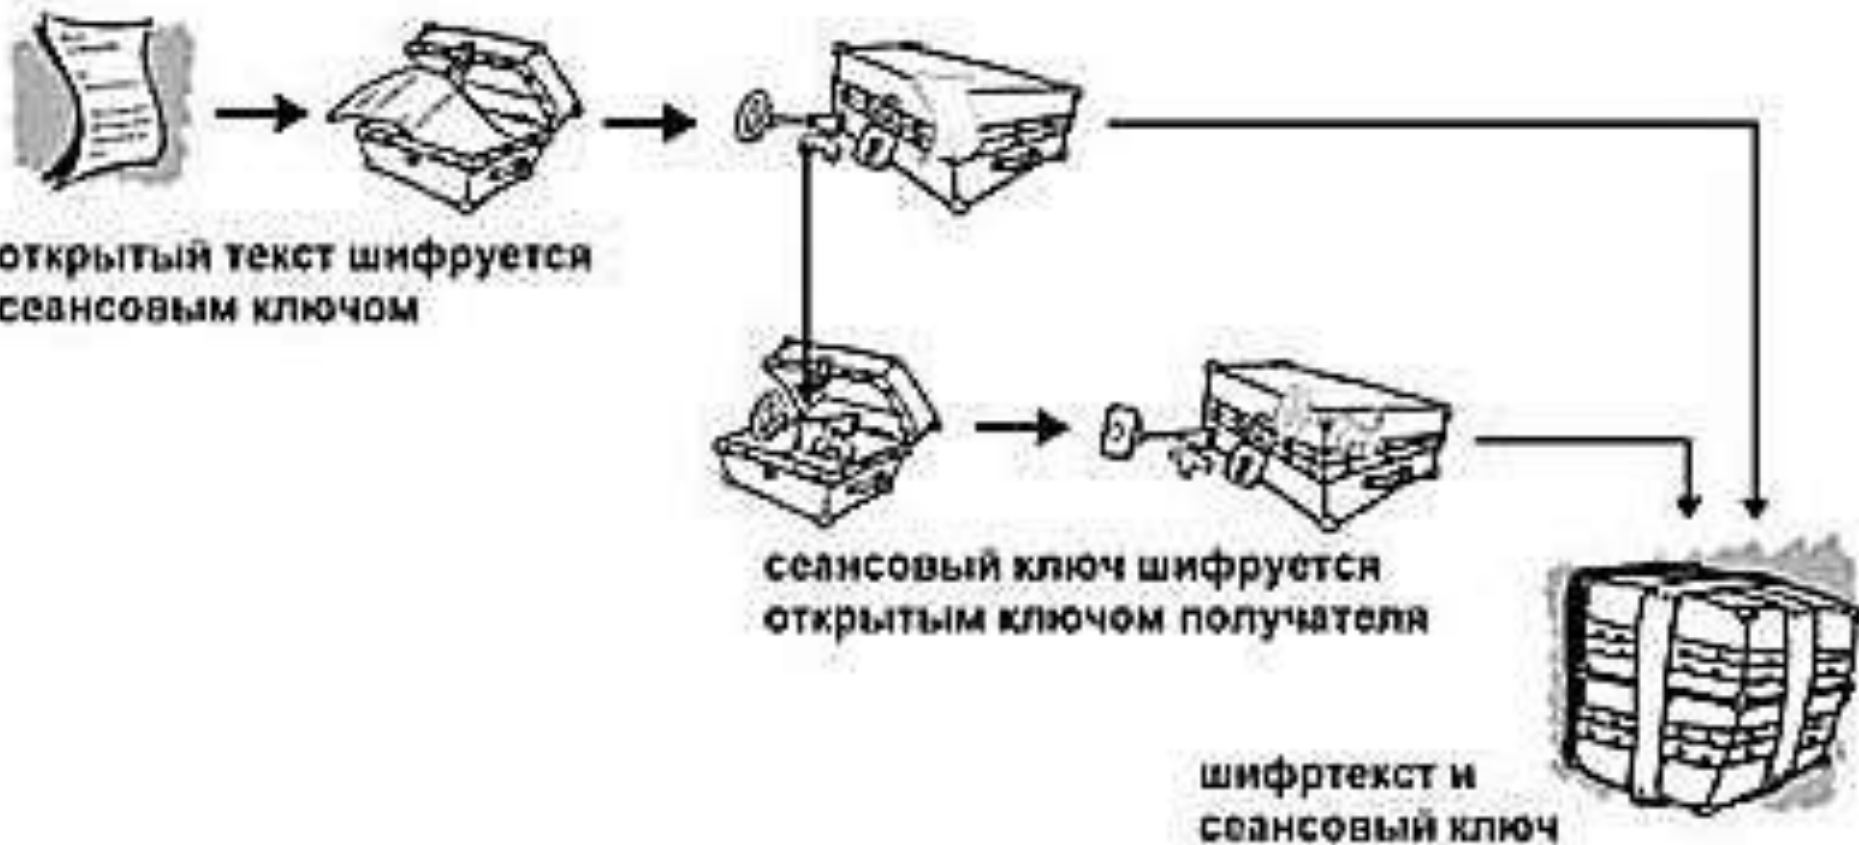 открытый текст шифруется
сеансовым ключом
сеансовый ключ шифруется
открытым ключом получателя
шифртекст и
сеансовый ключ